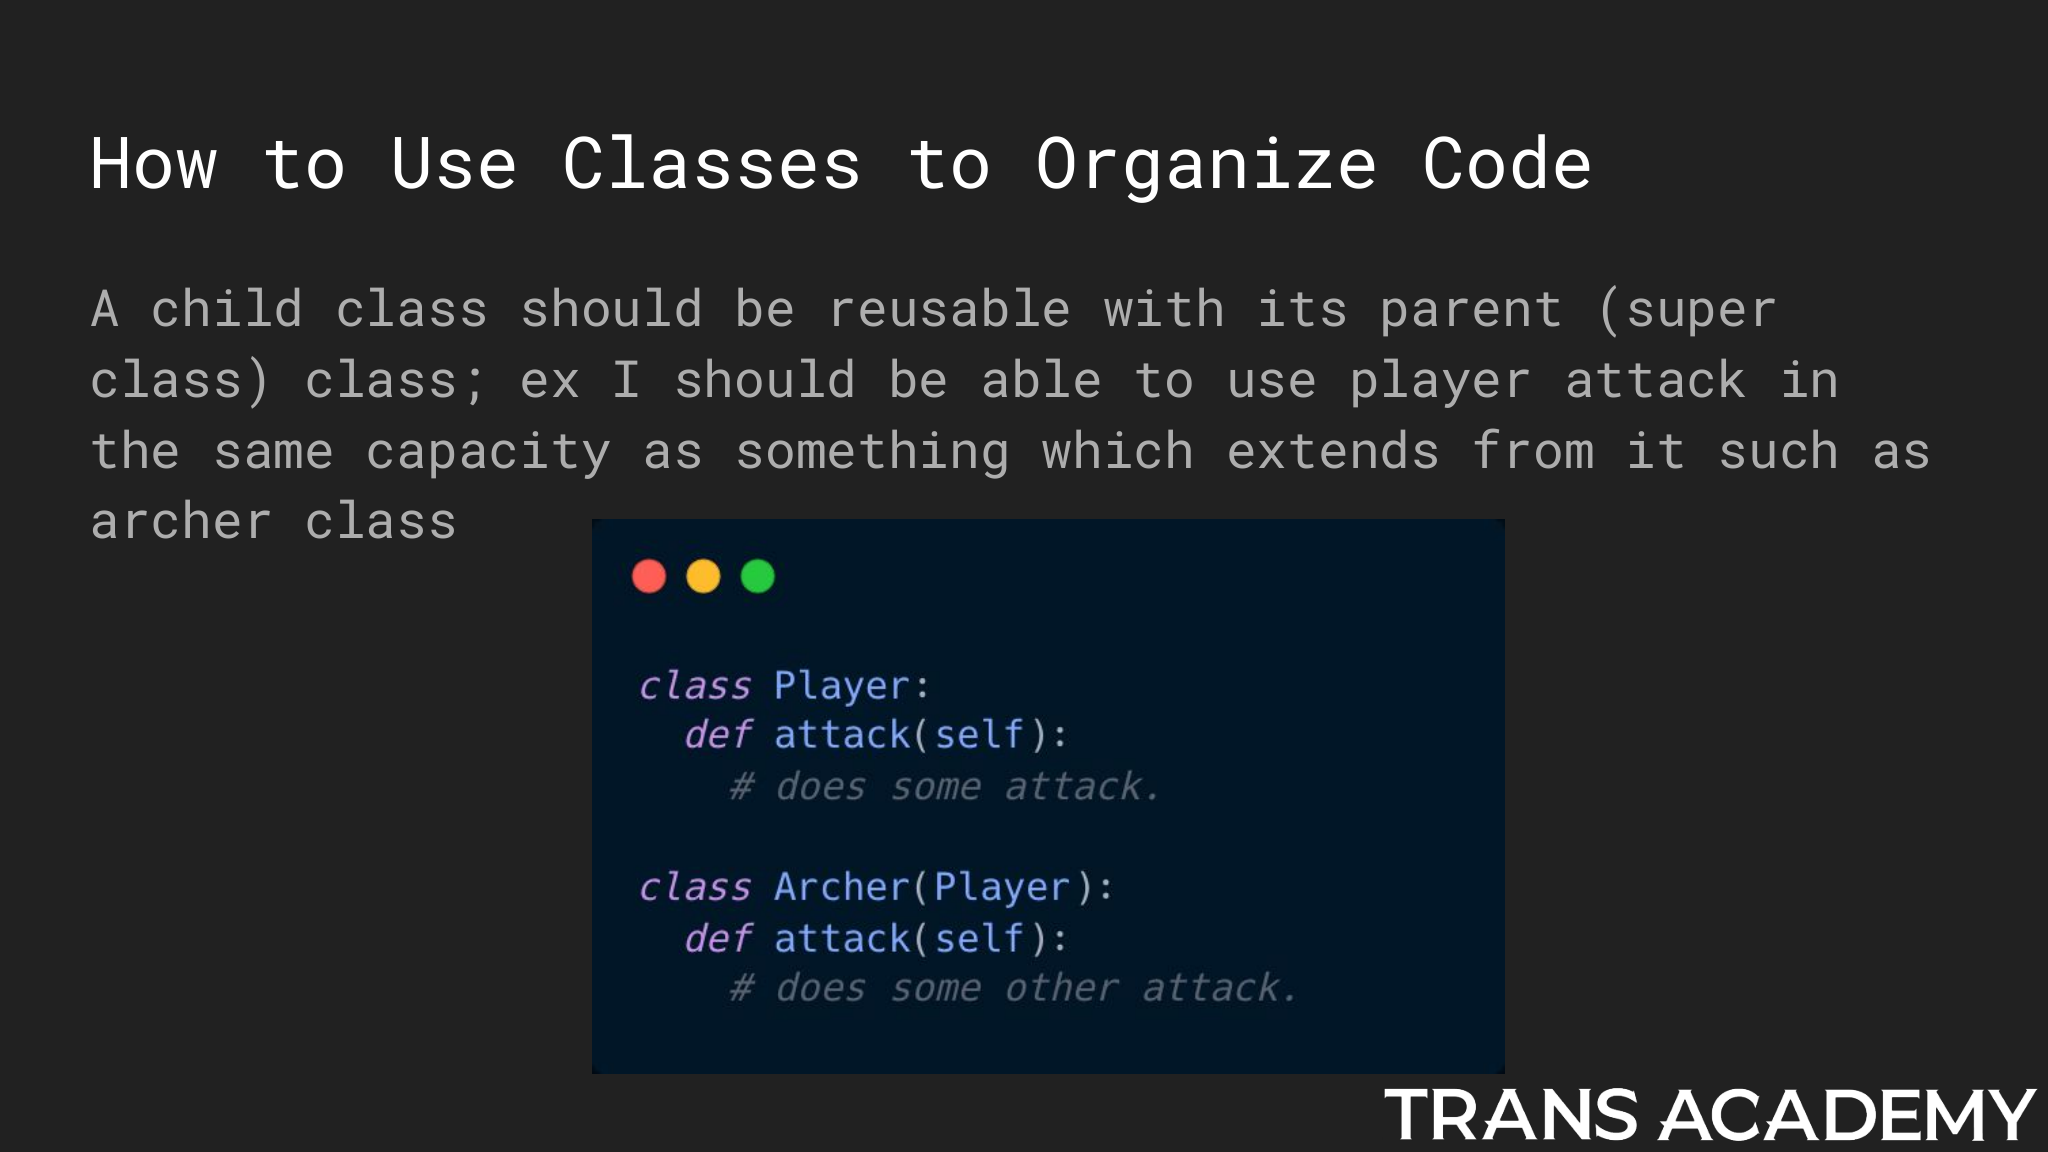 How to Use Classes to Organize Code
A child class should be reusable with its parent (super
class) class; ex I should be able to use player attack in
the same capacity as something which extends from it such as
archer class
class Player:
  def attack(self):
    # does some attack.
class Archer(Player):
  def attack(self):
    # does some other attack.
TRANS ACADEMY